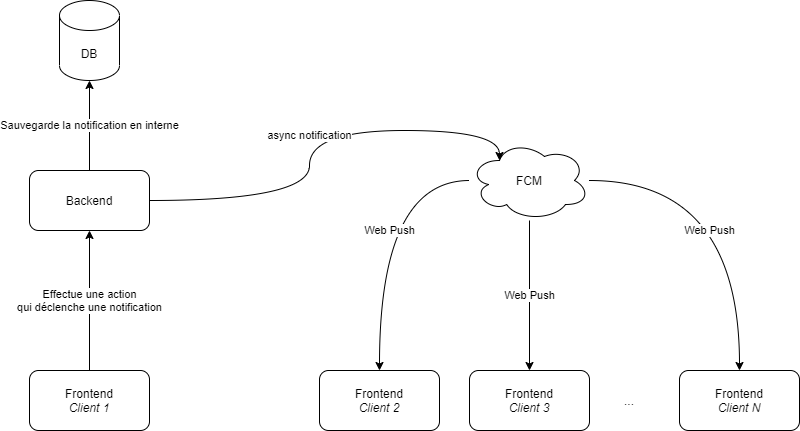 DB
Sauvegarde la notification en interne
async notification
Backend
FCM
Web Push
Web Push
Web Push
Effectue une action
qui déclenche une notification
Frontend
Client 1
Frontend
Client 2
Frontend
Client 3
...
Frontend
Client N